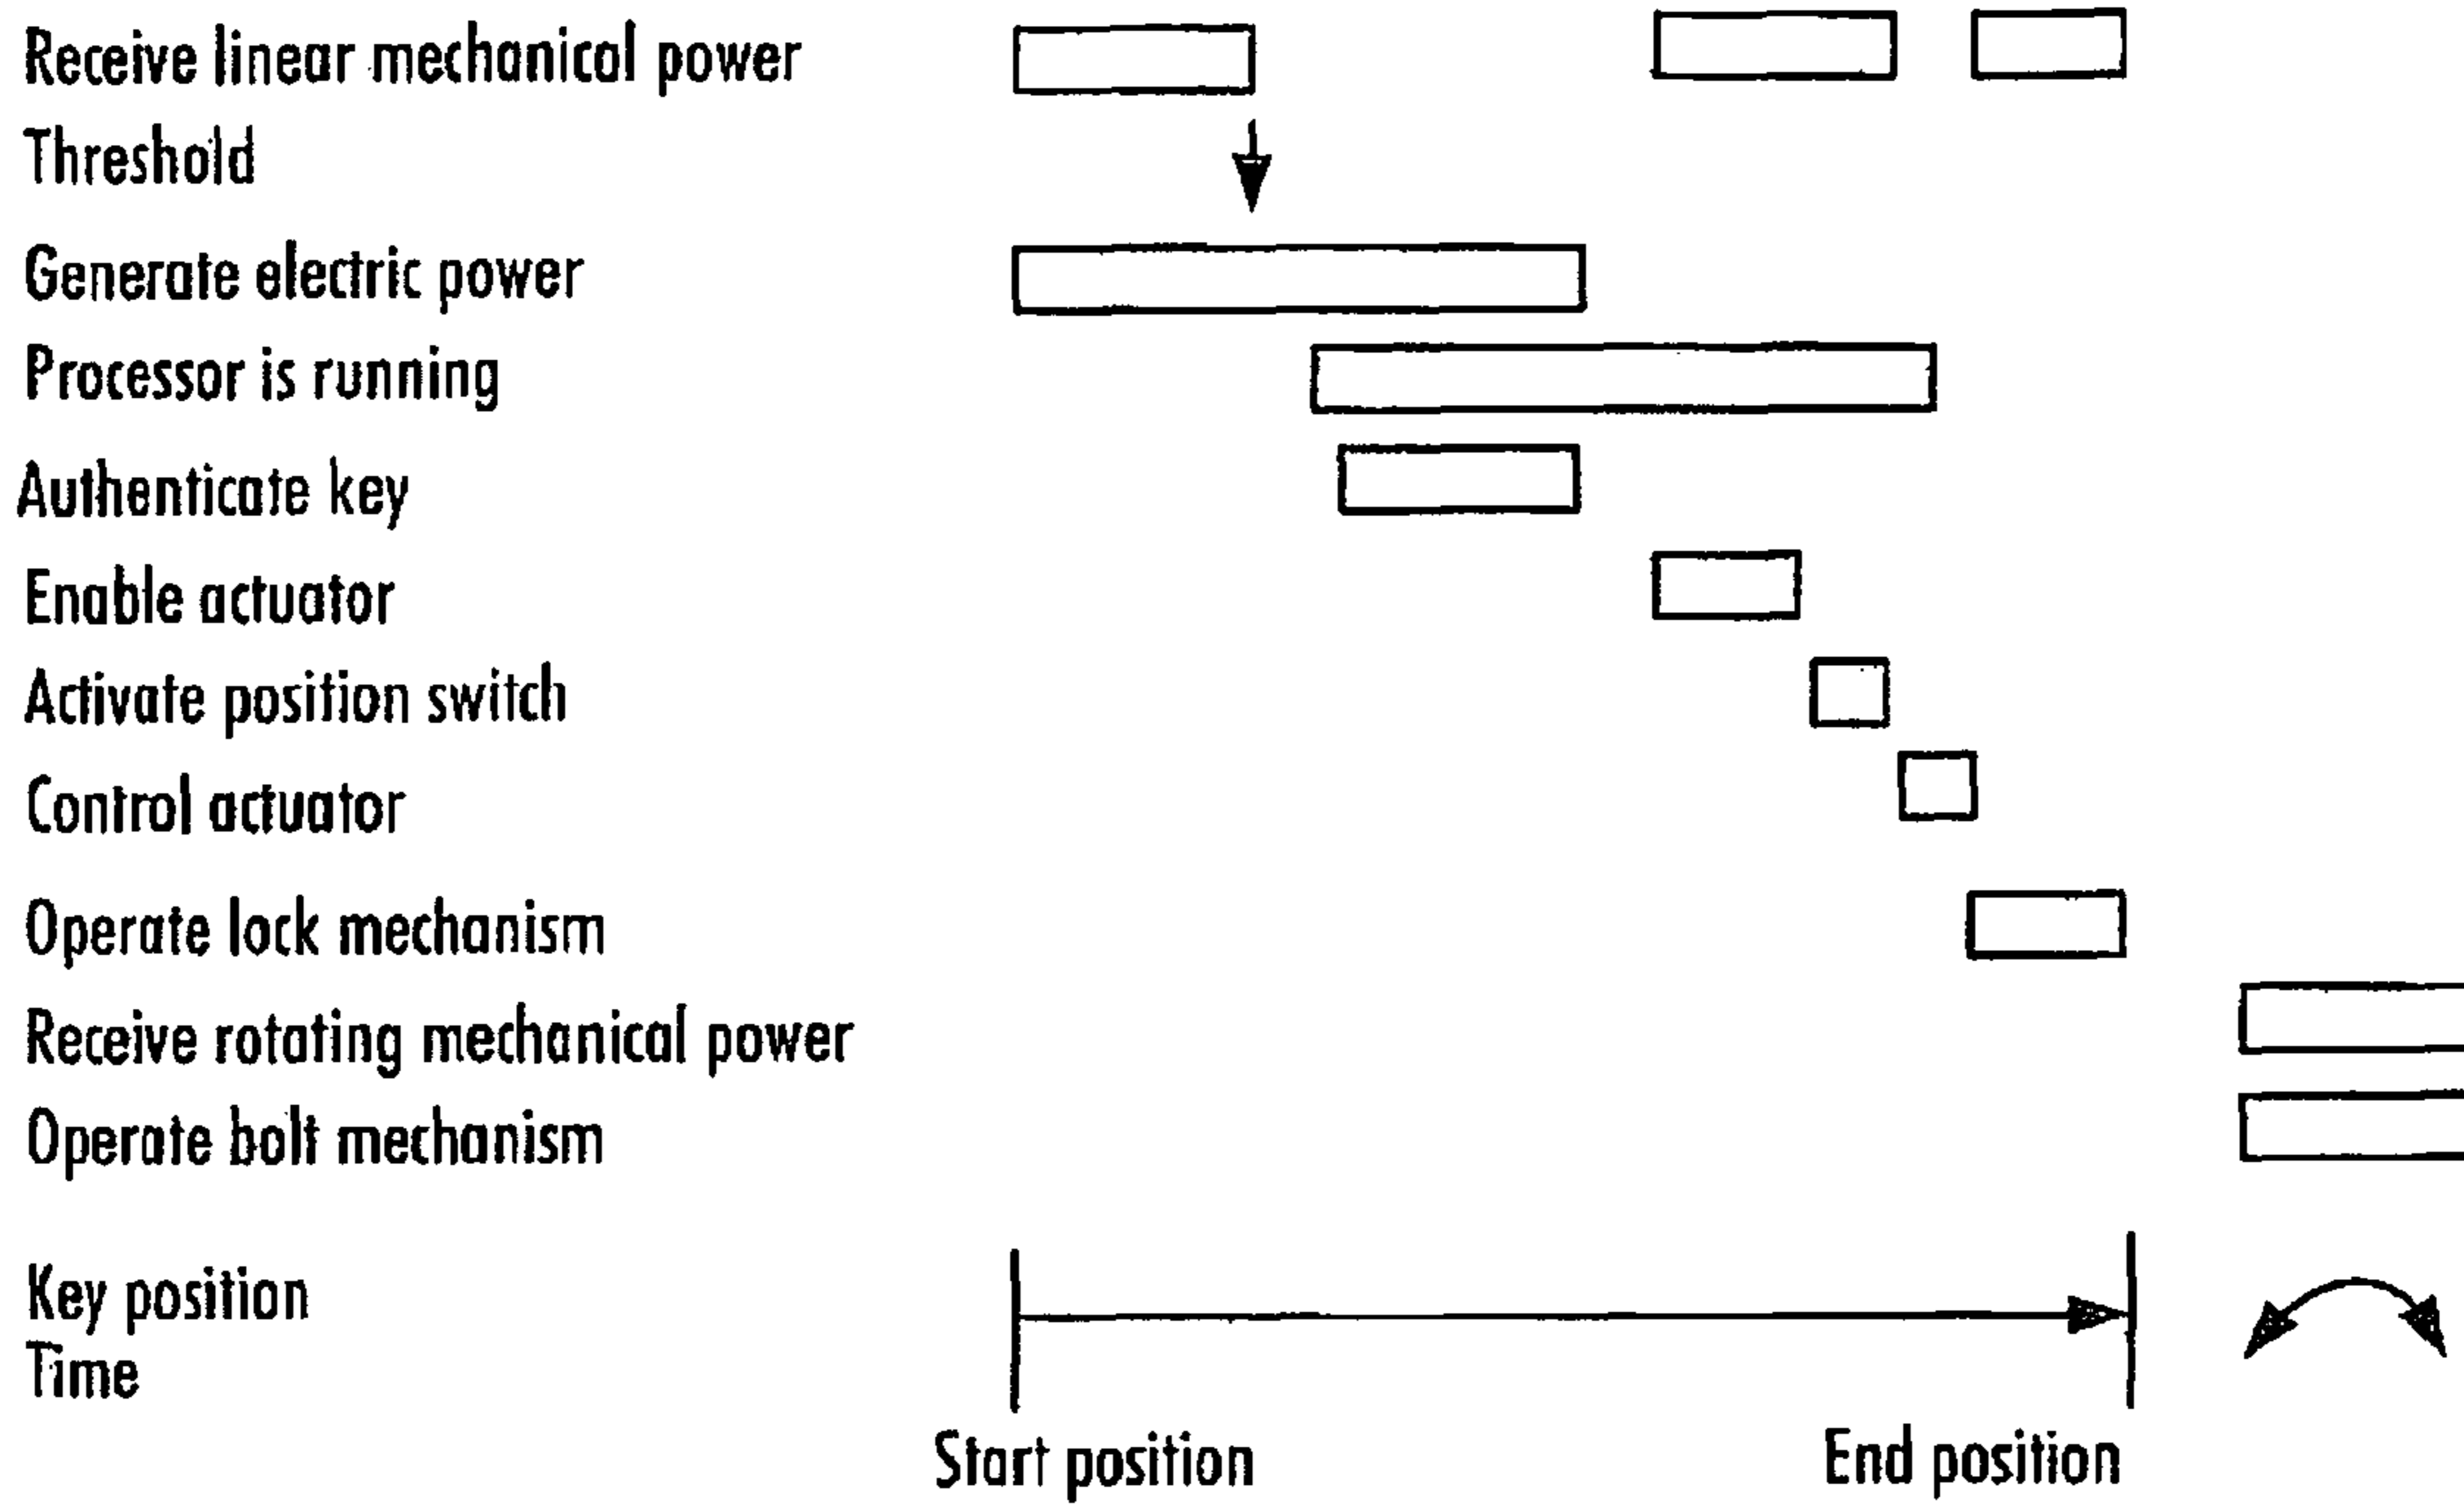 Receive linear mechanical power
Threshold
Generate electric power
Processor is running
Authenticate key
Enable actuator
Activate position switch
Control actuator
Operate lock mechanism
Receive rotating mechanical power
Operate bolt mechanism
Key position
Time
Start position
End position